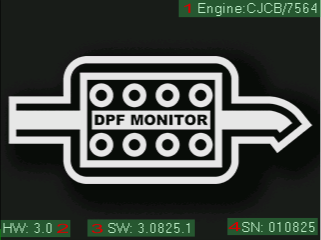 1 Engine:CJCB/7564
DPF MONITOR
HW: 3.0 2 3 SW: 3.0825.1 4 SN: 010825